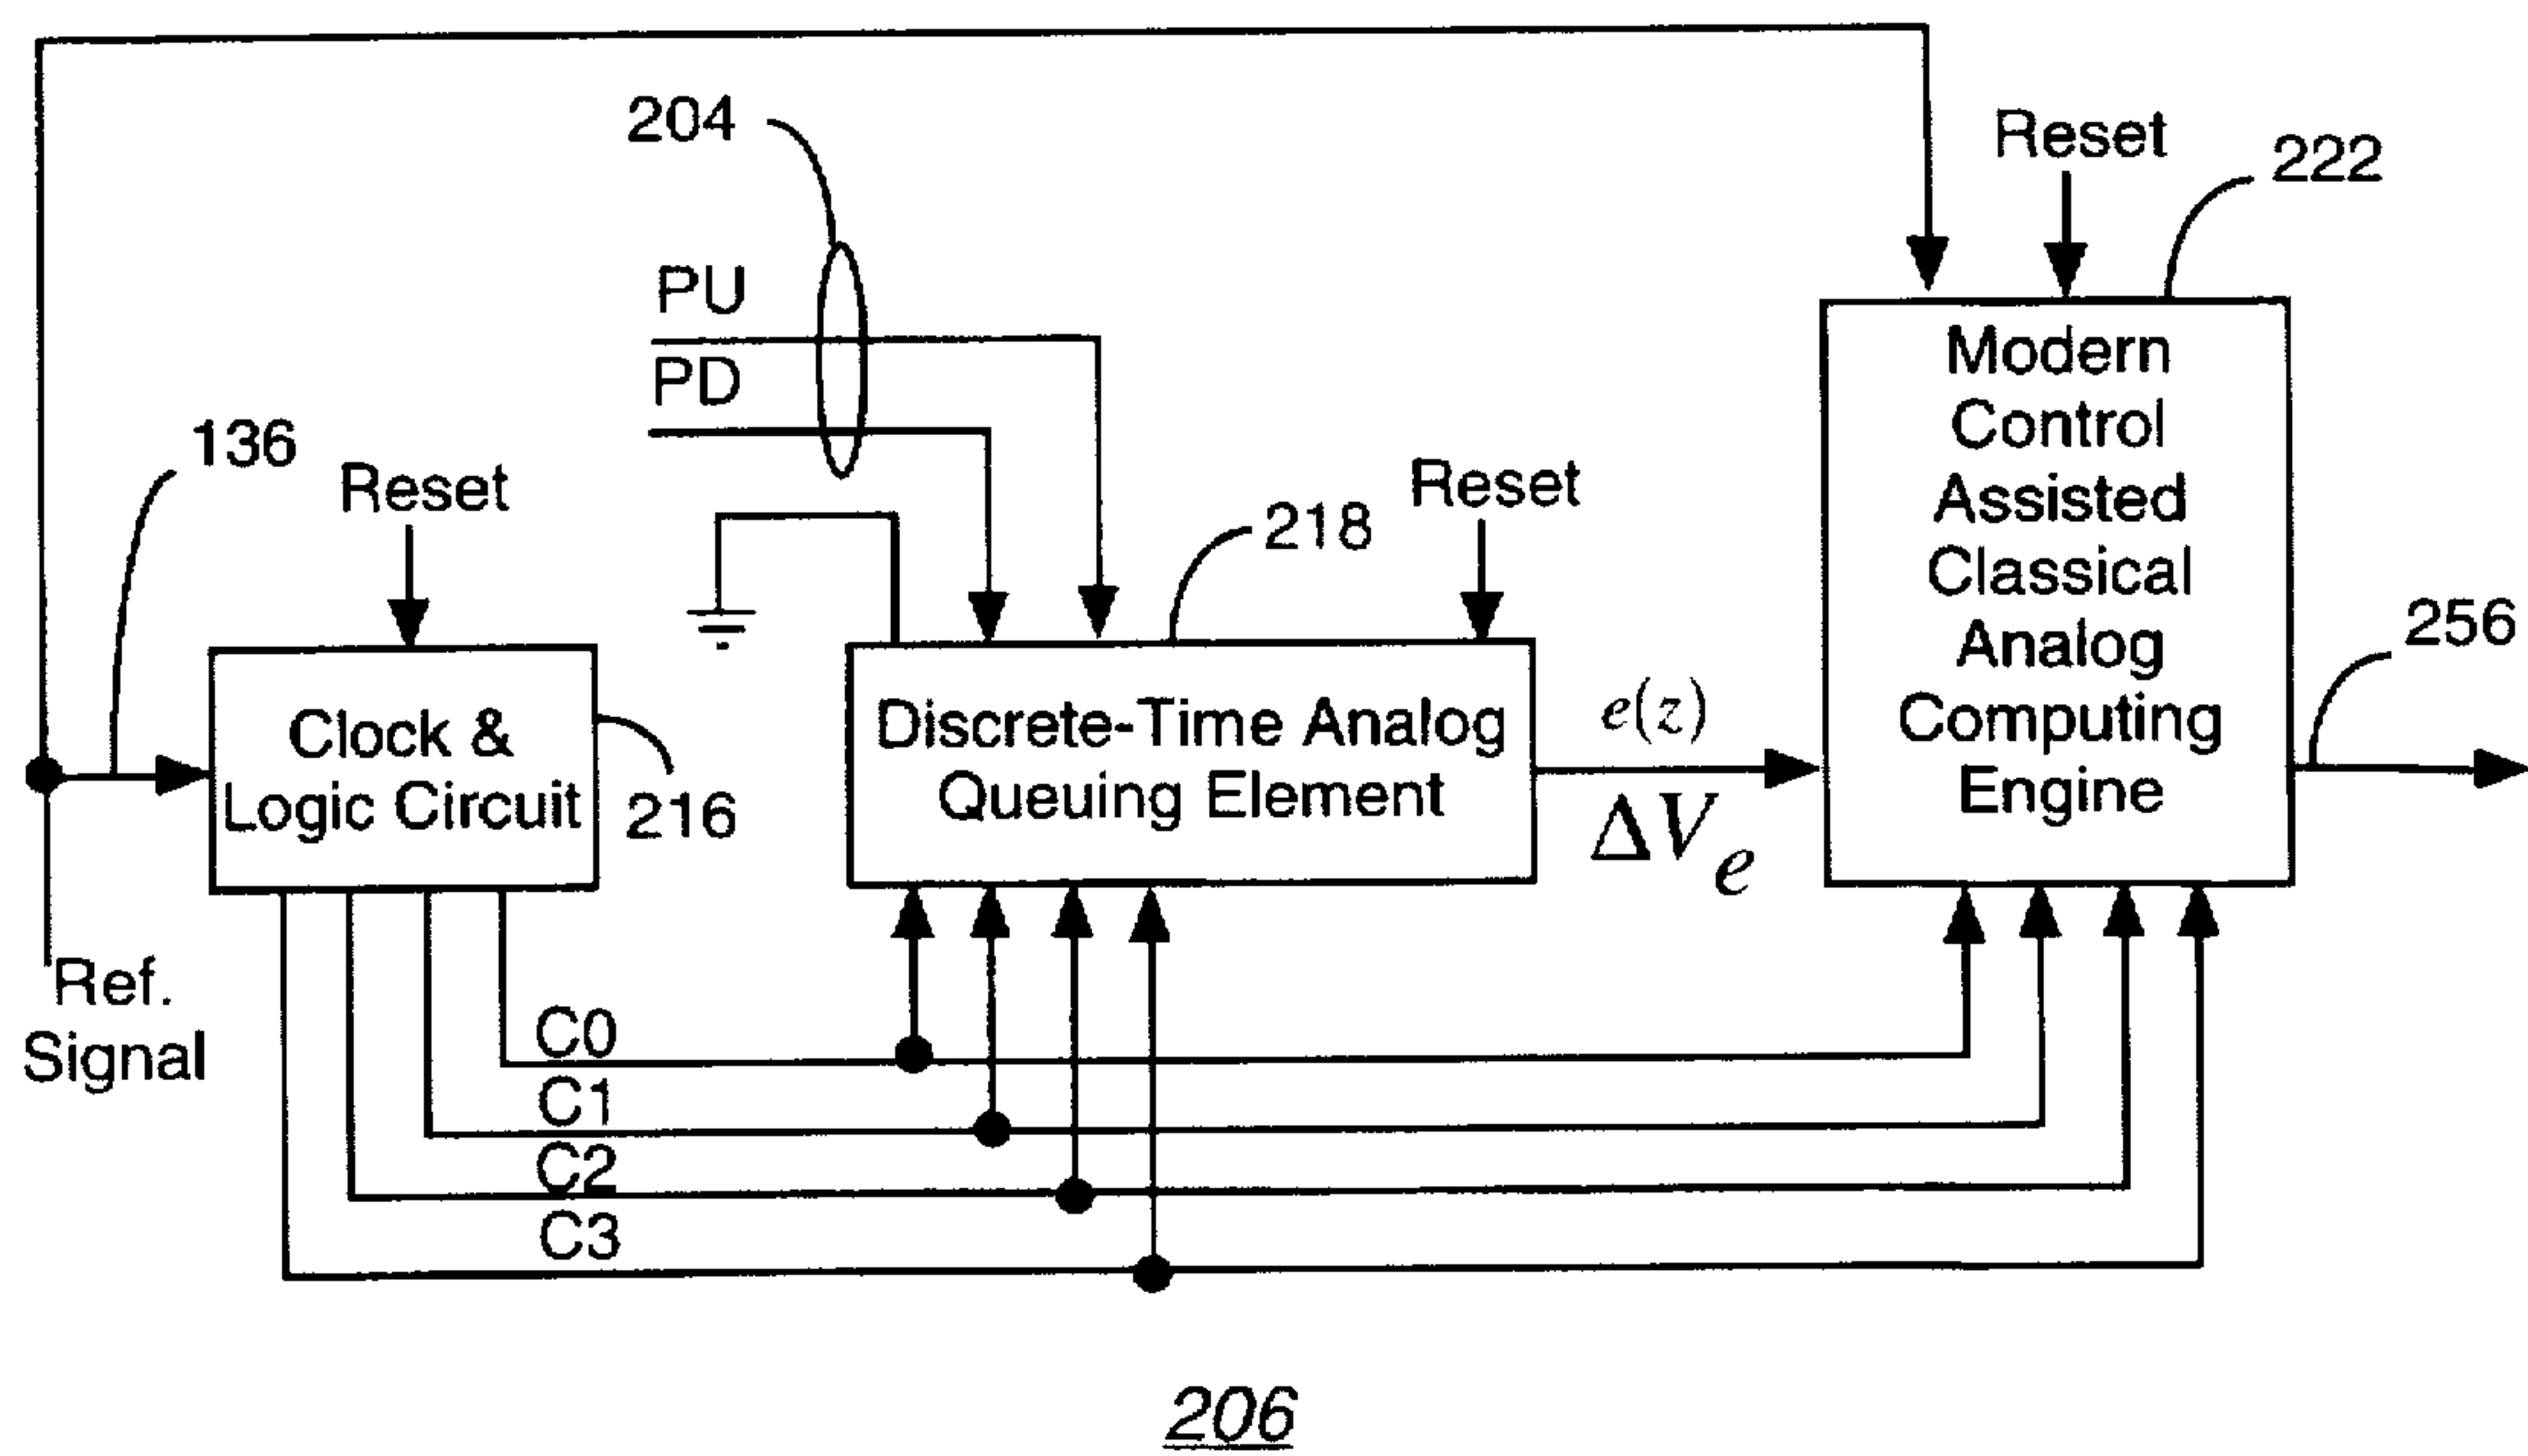 204
Reset
222
PU
PD
136
Reset
Reset
218
Modern
Control
Assisted
Classical
Analog
Computing
Engine
256
Clock &
Logic Circuit
216
Discrete-Time Analog
Queuing Element
e(z)
ΔVe
Ref.
Signal
C0
C1
C2
C3
206